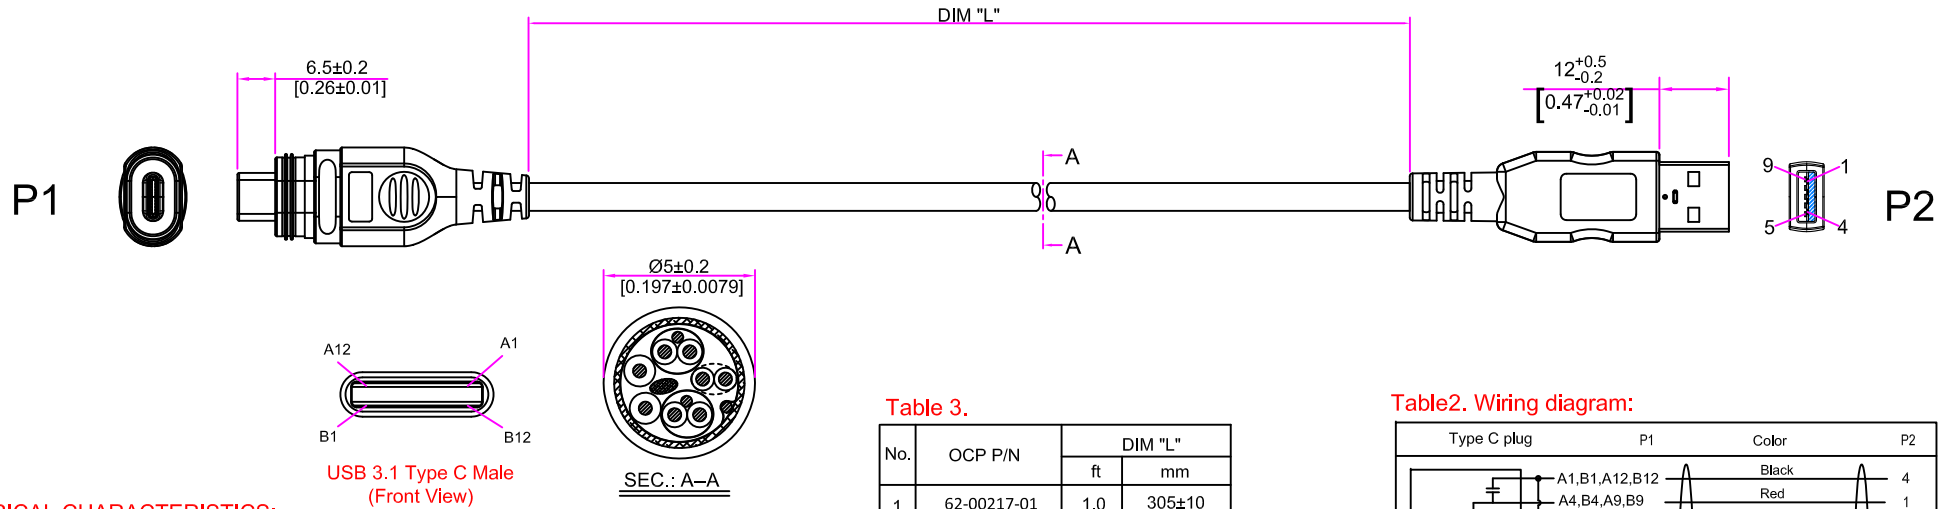 DIM "L"
6.5±0.2
[0.26±0.01]
12+0.5
-0.2
[0.47+0.02
-0.01]
P1
A
A
9
1
5
4
P2
Ø5±0.2
[0.197±0.0079]
A12
A1
B1
B12
USB 3.1 Type C Male
(Front View)
SEC.: A–A
Table 3.
No.
OCP P/N
DIM "L"
ft
mm
1
62-00217-01
1.0
305±10
Table2. Wiring diagram:
Type C plug
P1
Color
P2
A1,B1,A12,B12
Black
4
A4,B4,A9,B9
Red
1
CHARACTERISTICS: